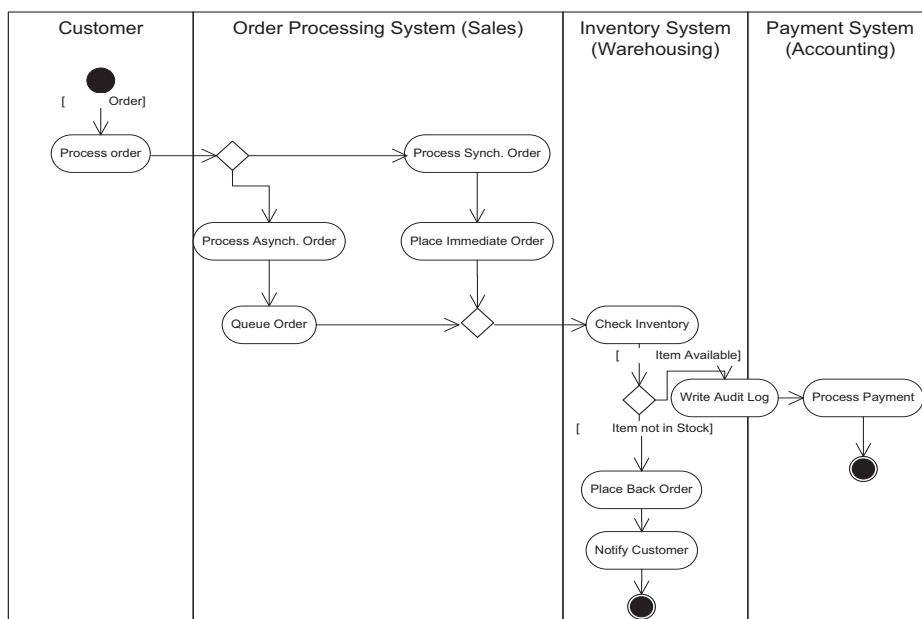 Customer
Order Processing System (Sales)
Inventory System
(Warehousing)
Payment System
(Accounting)
[ Order]
Process order
Process Synch. Order
Process Asynch. Order
Place Immediate Order
Queue Order
Check Inventory
[ Item Available]
Write Audit Log
Process Payment
[ Item not in Stock]
Place Back Order
Notify Customer